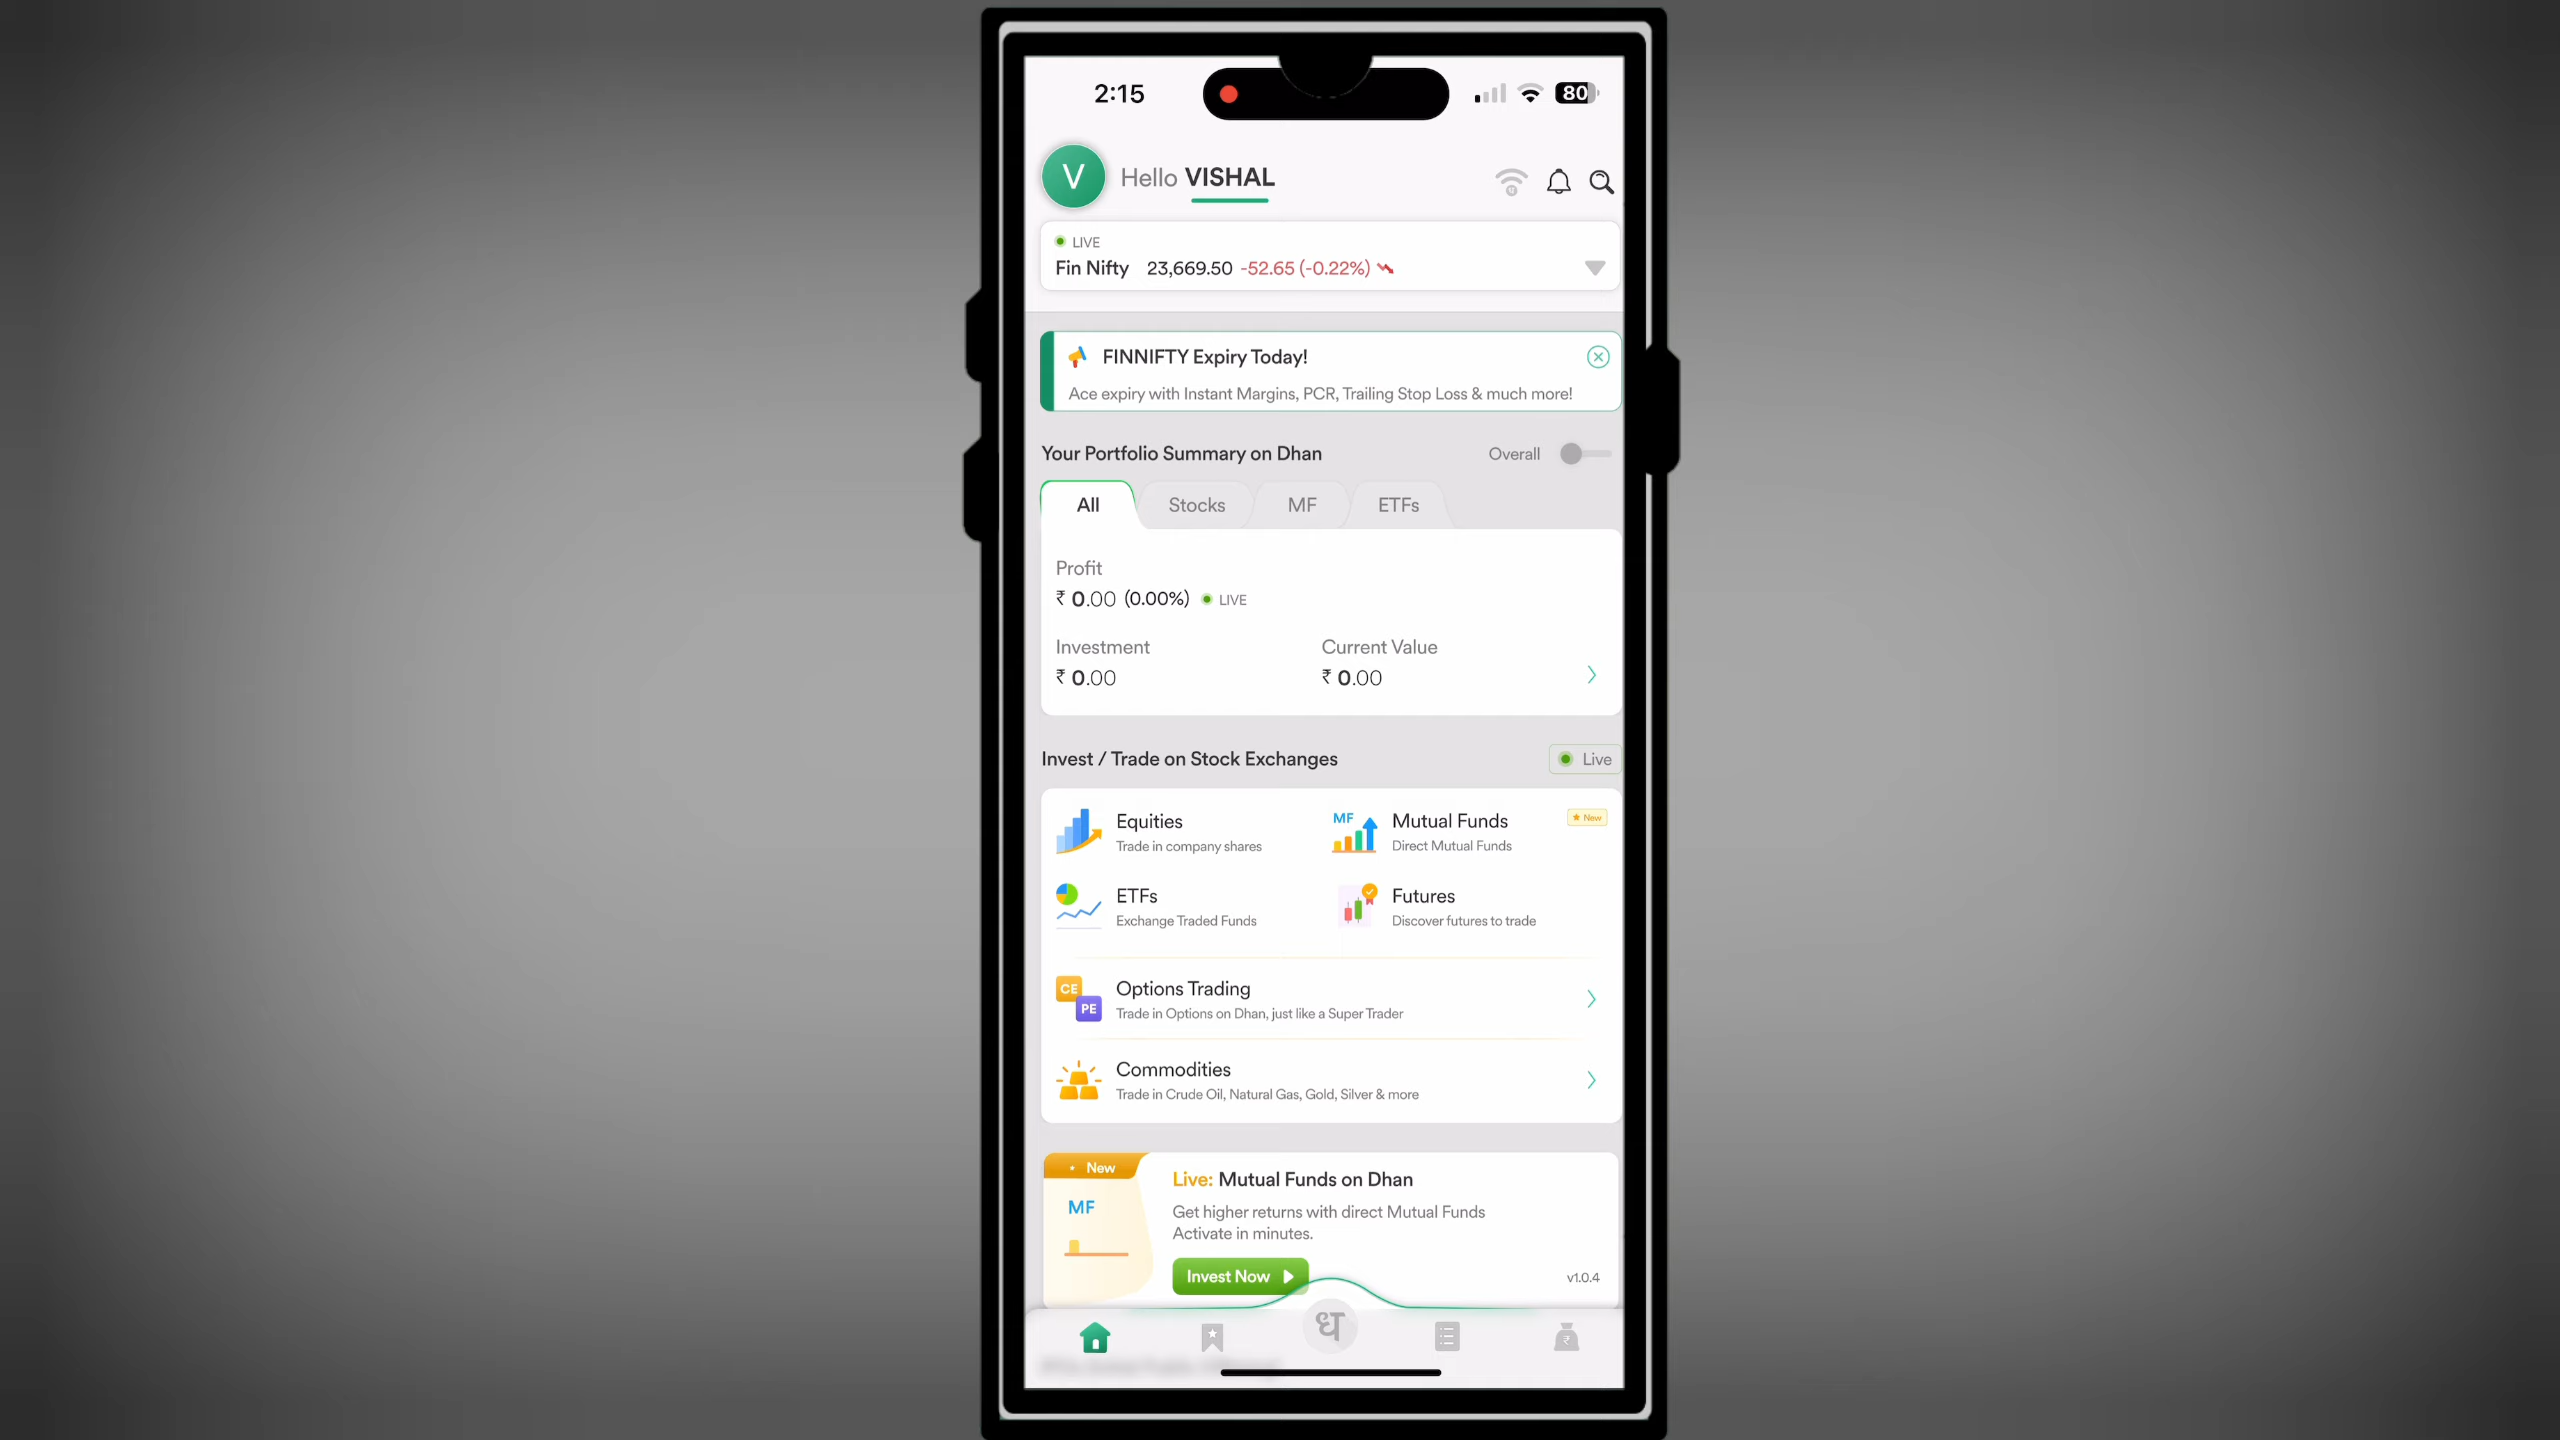 2:15
80
V
Hello VISHAL
LIVE
Fin Nifty 23,669.50 -52.65 (-0.22%)
FINNIFTY Expiry Today!
Ace expiry with Instant Margins, PCR, Trailing Stop Loss & much more!
Your Portfolio Summary on Dhan Overall
All Stocks MF ETFs
Profit
₹ 0.00 (0.00%) LIVE
Investment Current Value
₹ 0.00 ₹ 0.00
Invest / Trade on Stock Exchanges Live
Equities MF Mutual Funds New
Trade in company shares Direct Mutual Funds
ETFs Futures
Exchange Traded Funds Discover futures to trade
CE Options Trading
PE Trade in Options on Dhan, just like a Super Trader
Commodities
Trade in Crude Oil, Natural Gas, Gold, Silver & more
New
Live: Mutual Funds on Dhan
MF
Get higher returns with direct Mutual Funds
Activate in minutes.
Invest Now v1.0.4
ध ₹